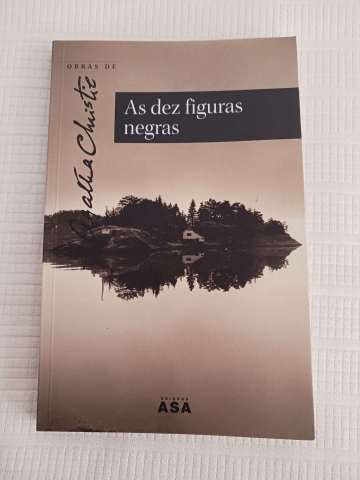 OBRAS DE
Agatha Christie
As dez figuras
negras
EDIÇÕES
ASA